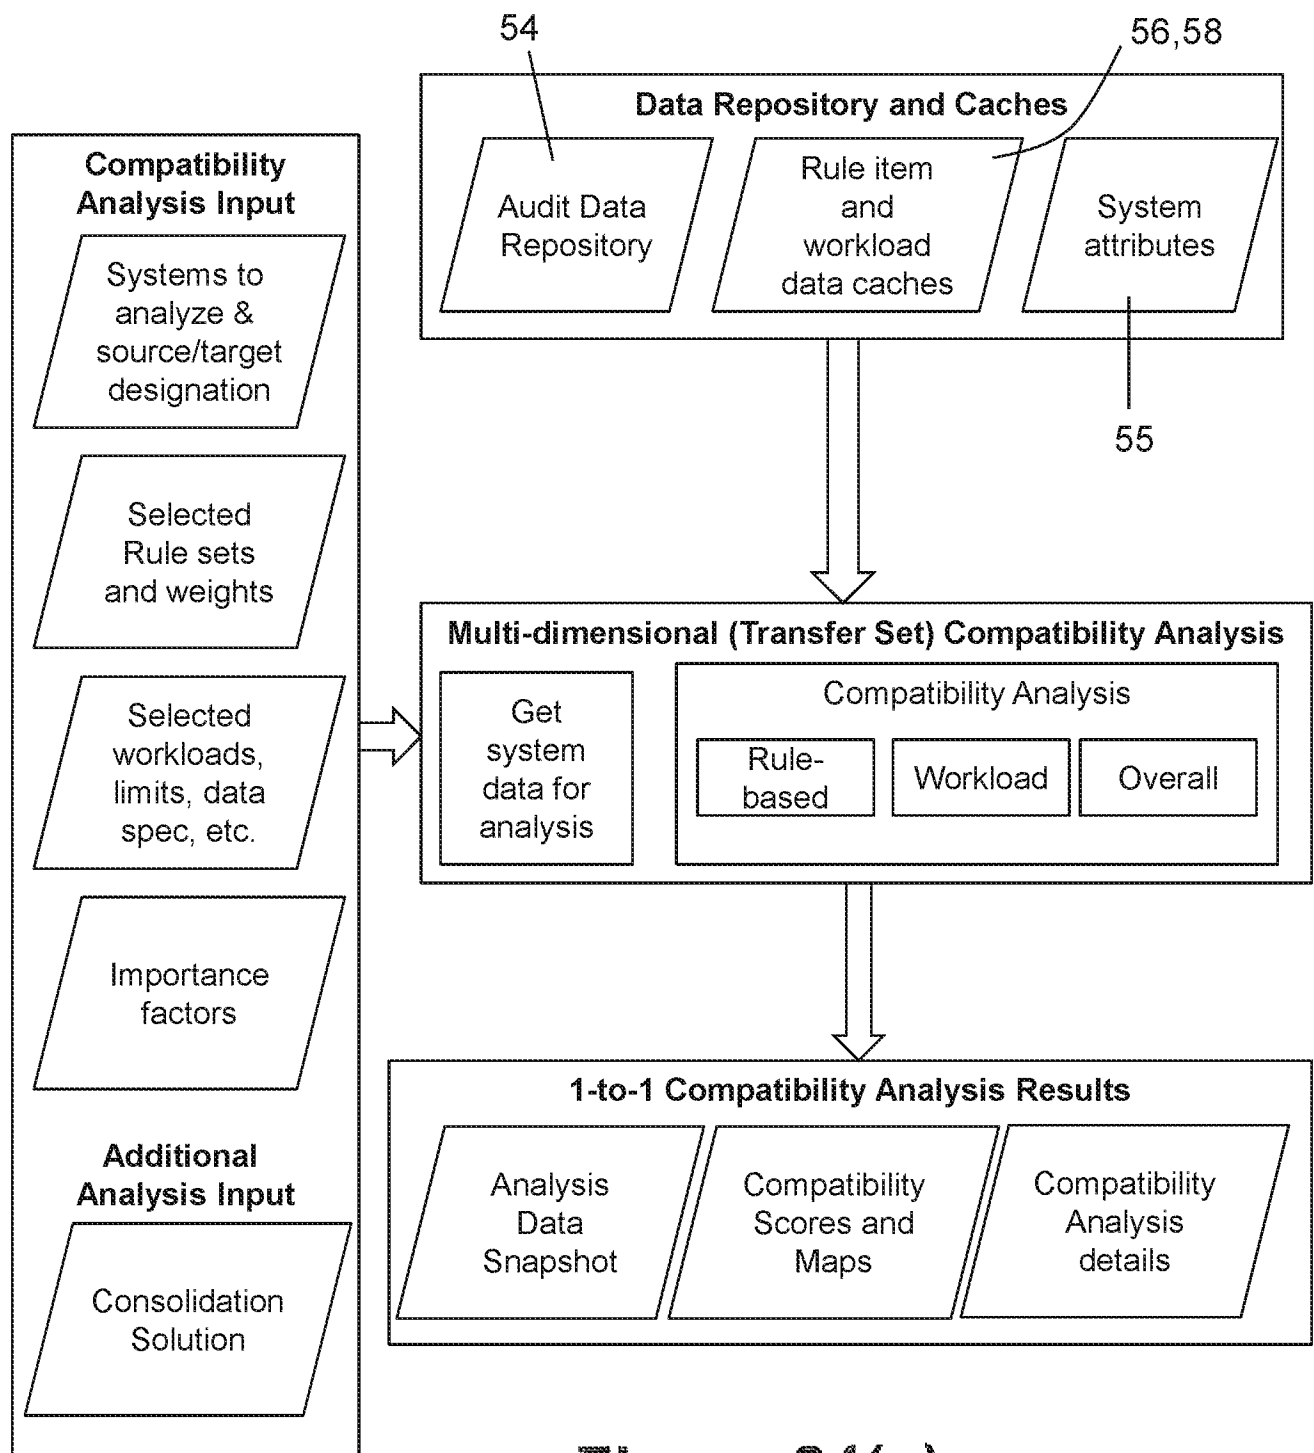 54
56,58
Data Repository and Caches
Audit Data
Repository
Rule item
and
workload
data caches
System
attributes
55
Compatibility
Analysis Input
Systems to
analyze &
source/target
designation
Selected
Rule sets
and weights
Selected
workloads,
limits, data
spec, etc.
Importance
factors
Additional
Analysis Input
Consolidation
Solution
Multi-dimensional (Transfer Set) Compatibility Analysis
Get
system
data for
analysis
Compatibility Analysis
Rule-
based
Workload
Overall
1-to-1 Compatibility Analysis Results
Analysis
Data
Snapshot
Compatibility
Scores and
Maps
Compatibility
Analysis
details